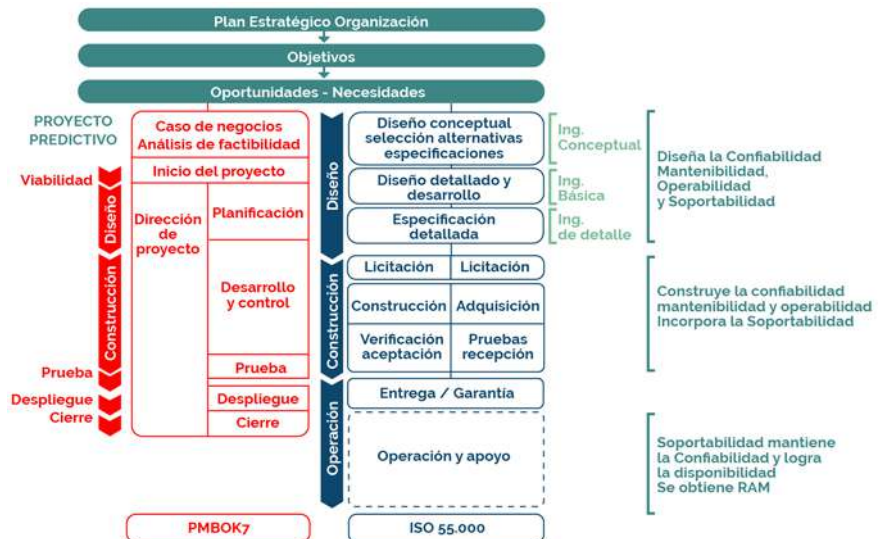 Plan Estratégico Organización
Objetivos
Oportunidades - Necesidades
PROYECTO
PREDICTIVO
Viabilidad
Diseño
Construcción
Prueba
Despliegue
Cierre
Caso de negocios
Análisis de factibilidad
Inicio del proyecto
Dirección
de
proyecto
Planificación
Desarrollo
y control
Prueba
Despliegue
Cierre
PMBOK7
Diseño
Construcción
Operación
Diseño conceptual
selección alternativas
especificaciones
Diseño detallado y
desarrollo
Especificación
detallada
Licitación
Licitación
Construcción
Adquisición
Verificación
aceptación
Pruebas
recepción
Entrega / Garantía
Operación y apoyo
ISO 55.000
Ing.
Conceptual
Ing.
Básica
Ing.
de detalle
Diseña la Confiabilidad
Mantenibilidad,
Operabilidad
y Soportabilidad
Construye la confiabilidad
mantenibilidad y operabilidad
Incorpora la Soportabilidad
Soportabilidad mantiene
la Confiabilidad y logra
la disponibilidad
Se obtiene RAM